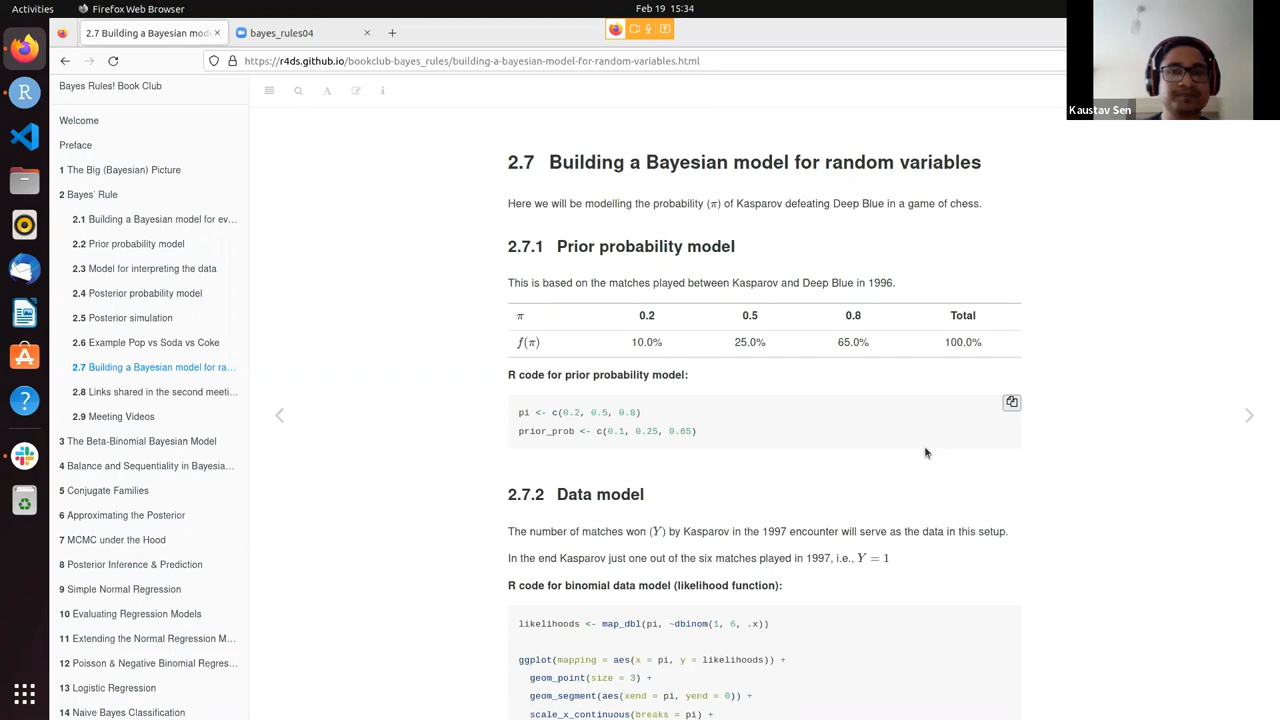 Activities
Firefox Web Browser
Feb 19 15:34
2.7 Building a Bayesian mod
bayes_rules04
https://r4ds.github.io/bookclub-bayes_rules/building-a-bayesian-model-for-random-variables.html
Kaustav Sen
Bayes Rules! Book Club
Welcome
Preface
1 The Big (Bayesian) Picture
2 Bayes' Rule
2.1 Building a Bayesian model for ev…
2.2 Prior probability model
2.3 Model for interpreting the data
2.4 Posterior probability model
2.5 Posterior simulation
2.6 Example Pop vs Soda vs Coke
2.7 Building a Bayesian model for ra…
2.8 Links shared in the second meeti…
2.9 Meeting Videos
3 The Beta-Binomial Bayesian Model
4 Balance and Sequentiality in Bayesia…
5 Conjugate Families
6 Approximating the Posterior
7 MCMC under the Hood
8 Posterior Inference & Prediction
9 Simple Normal Regression
10 Evaluating Regression Models
11 Extending the Normal Regression M…
12 Poisson & Negative Binomial Regres…
13 Logistic Regression
14 Naive Bayes Classification
2.7 Building a Bayesian model for random variables
Here we will be modelling the probability (π) of Kasparov defeating Deep Blue in a game of chess.
2.7.1 Prior probability model
This is based on the matches played between Kasparov and Deep Blue in 1996.
π 0.2 0.5 0.8 Total
f(π) 10.0% 25.0% 65.0% 100.0%
R code for prior probability model:
pi <- c(0.2, 0.5, 0.8)
prior_prob <- c(0.1, 0.25, 0.65)
2.7.2 Data model
The number of matches won (Y) by Kasparov in the 1997 encounter will serve as the data in this setup.
In the end Kasparov just one out of the six matches played in 1997, i.e., Y = 1
R code for binomial data model (likelihood function):
likelihoods <- map_dbl(pi, ~dbinom(1, 6, .x))
ggplot(mapping = aes(x = pi, y = likelihoods)) +
geom_point(size = 3) +
geom_segment(aes(xend = pi, yend = 0)) +
scale_x_continuous(breaks = pi) +